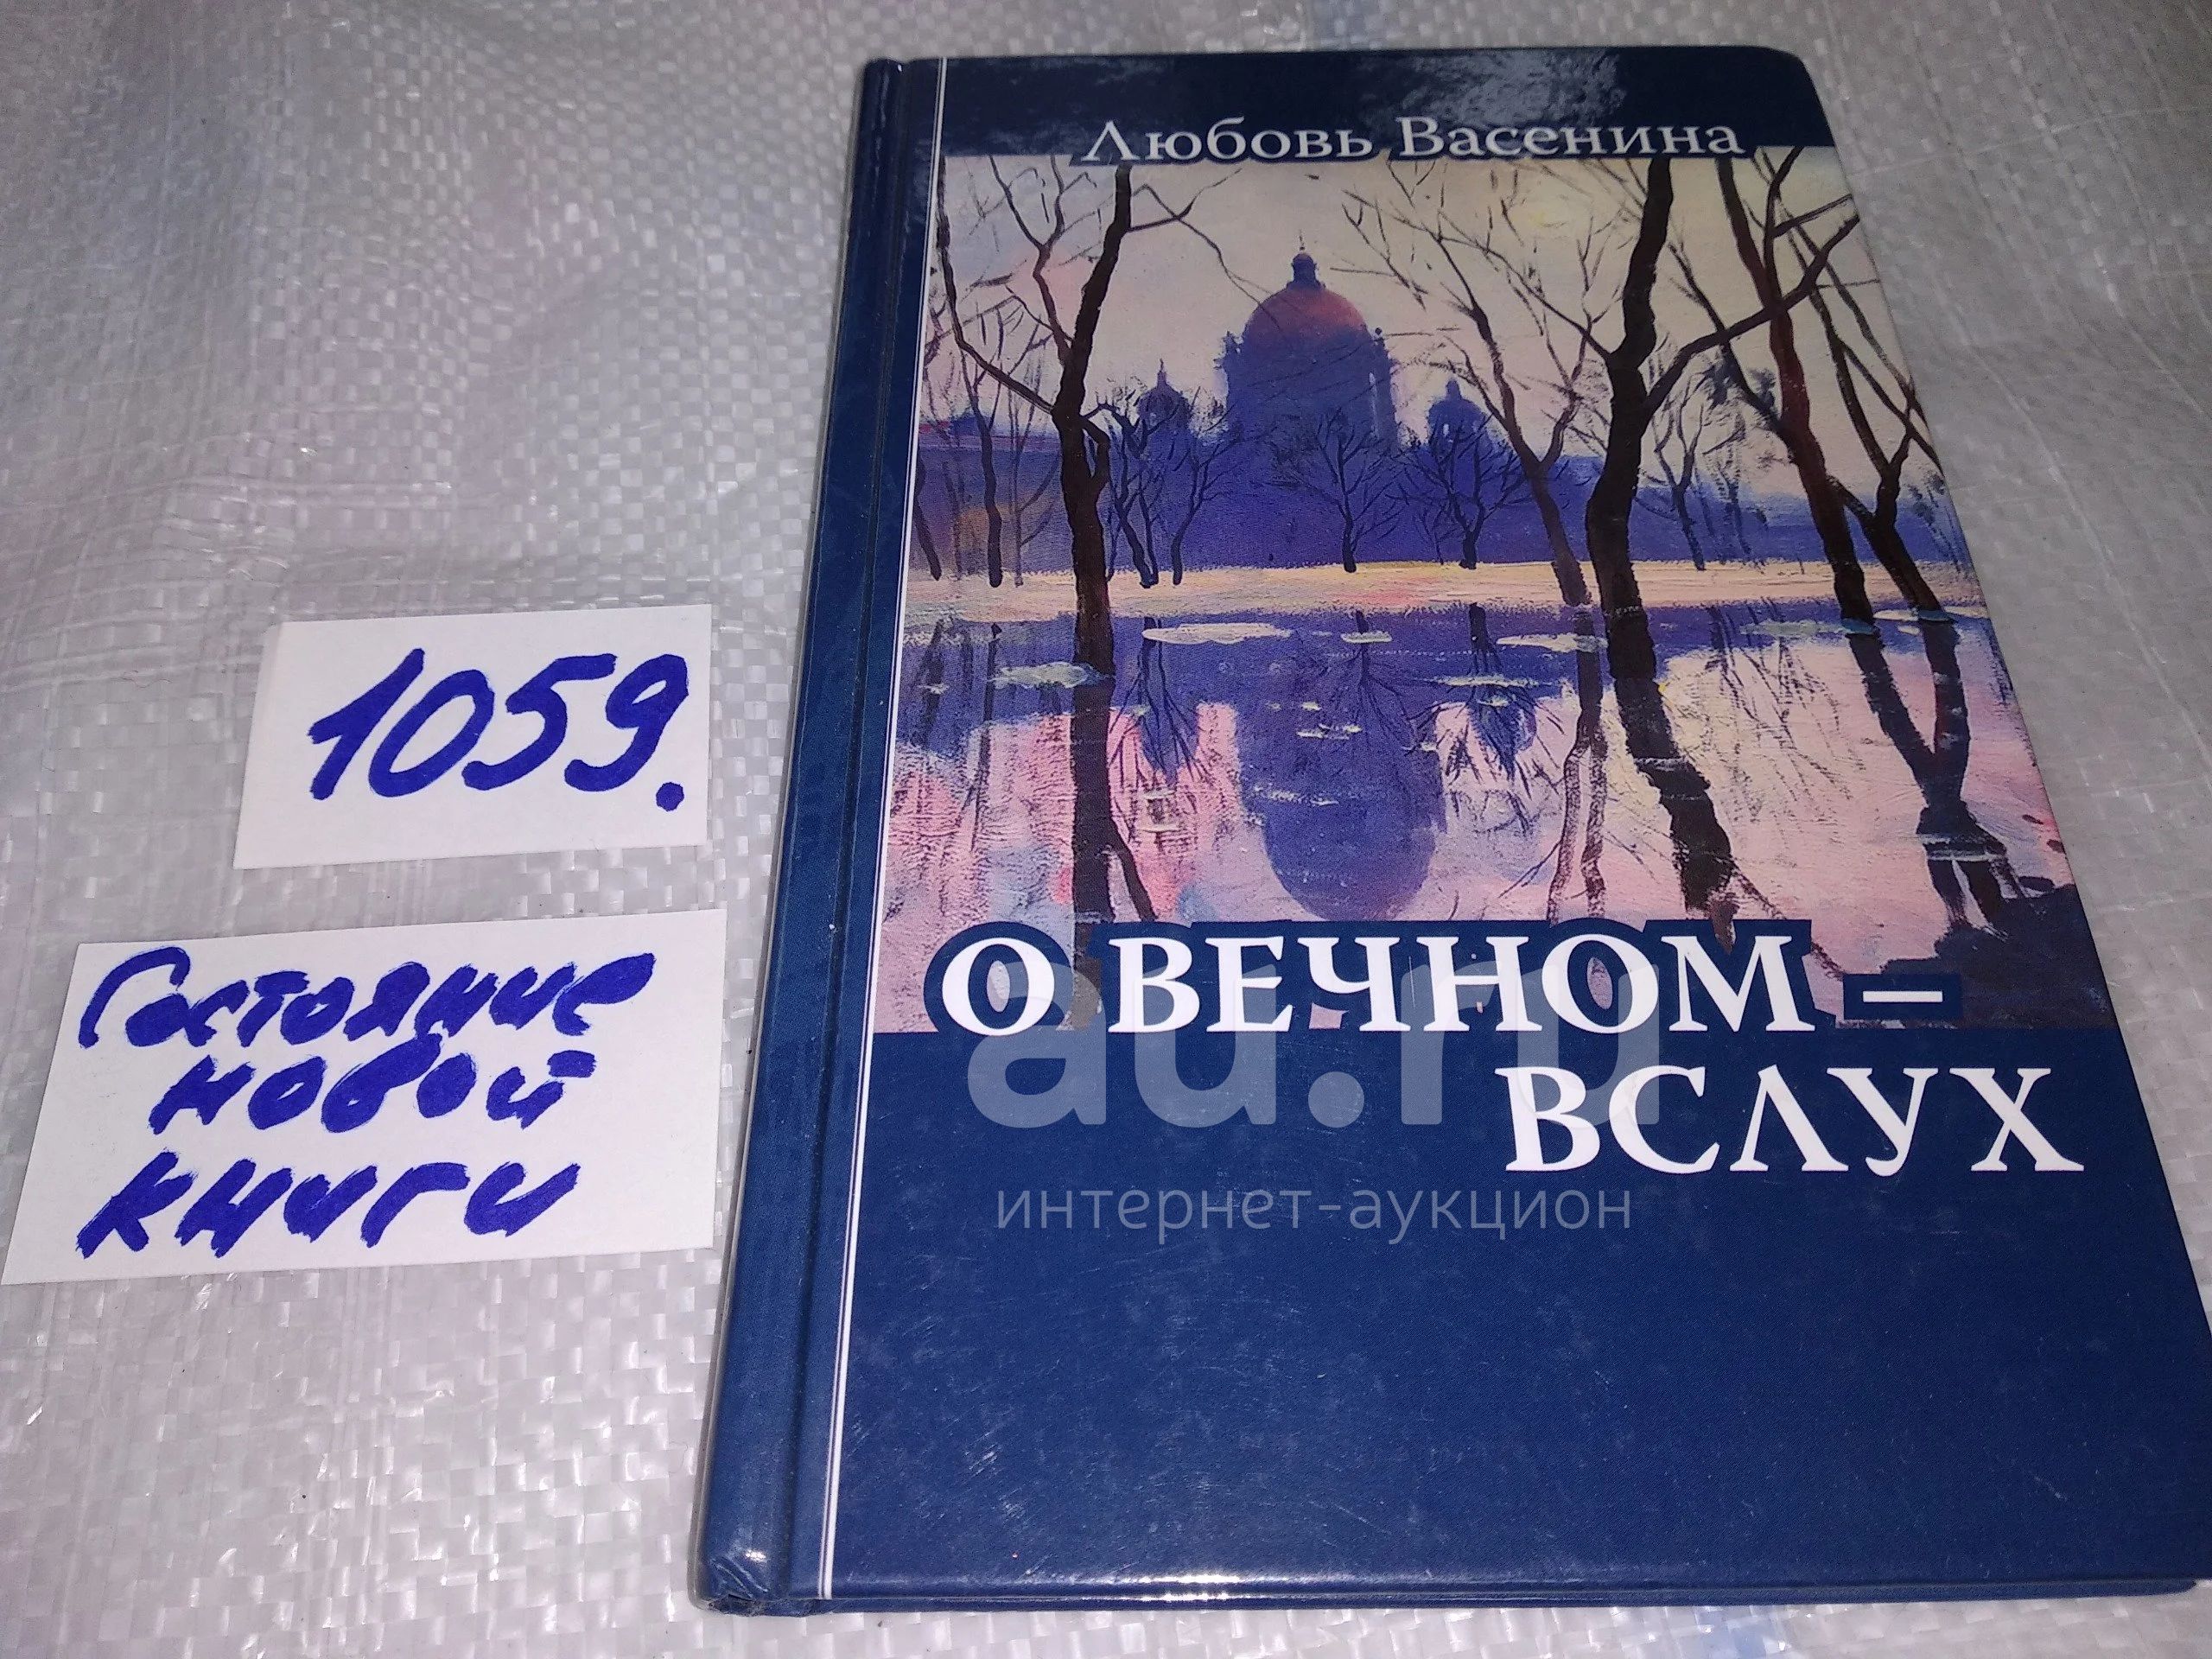 Любовь Васенина
1059.
Состояние
новой
книги
О ВЕЧНОМ –
ВСЛУХ
au.ru
интернет-аукцион